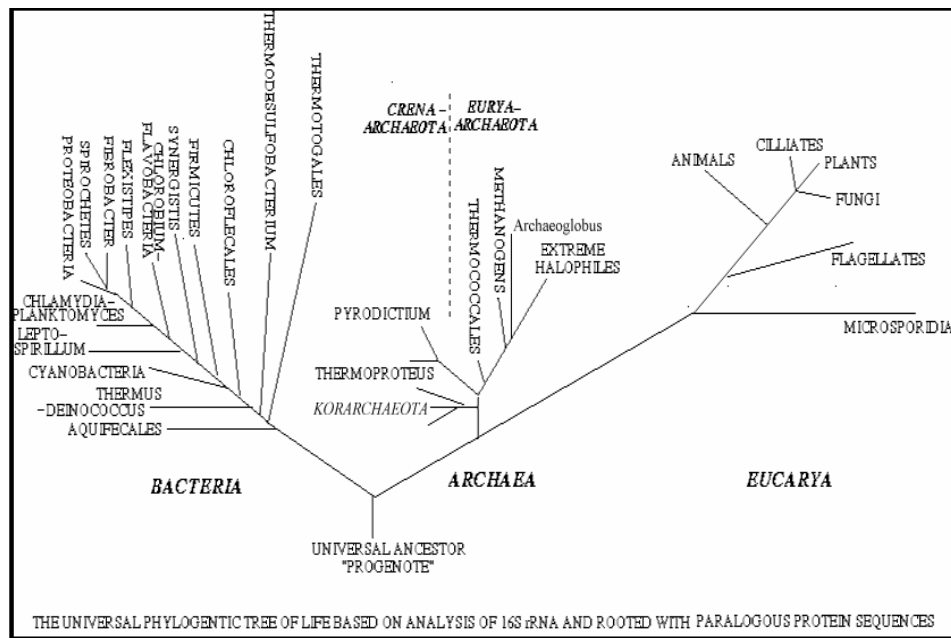 PROTEOBACTERIA
SPIROCHETES
FIBROBACTER
FLEXISTIPES
FLAVOBACTERIA
CHLOROBIUM-
SYNERGISTIS
FIRMICUTES
CHLOROFLECALES
THERMODESULFOBACTERIUM
THERMOTOGALES
CHLAMYDIA-
PLANKTOMYCES
LEPTO-
SPIRILLUM
CYANOBACTERIA
THERMUS
-DEINOCOCCUS
AQUIFECALES
BACTERIA
CRENA-
ARCHAEOTA
EURYA-
ARCHAEOTA
PYRODICTIUM
THERMOPROTEUS
KORARCHAEOTA
THERMOCOCCALES
METHANOGENS
Archaeoglobus
EXTREME
HALOPHILES
ARCHAEA
ANIMALS
CILLIATES
PLANTS
FUNGI
FLAGELLATES
MICROSPORIDIA
EUCARYA
UNIVERSAL ANCESTOR
"PROGENOTE"
THE UNIVERSAL PHYLOGENTIC TREE OF LIFE BASED ON ANALYSIS OF 16S rRNA AND ROOTED WITH PARALOGOUS PROTEIN SEQUENCES